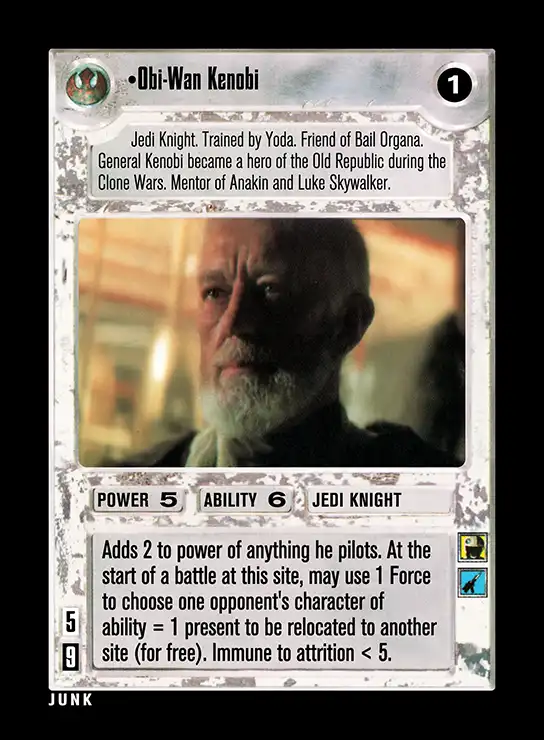 •Obi-Wan Kenobi
1
Jedi Knight. Trained by Yoda. Friend of Bail Organa.
General Kenobi became a hero of the Old Republic during the
Clone Wars. Mentor of Anakin and Luke Skywalker.
POWER 5 ABILITY 6 JEDI KNIGHT
Adds 2 to power of anything he pilots. At the
start of a battle at this site, may use 1 Force
to choose one opponent's character of
ability = 1 present to be relocated to another
site (for free). Immune to attrition < 5.
5
9
JUNK